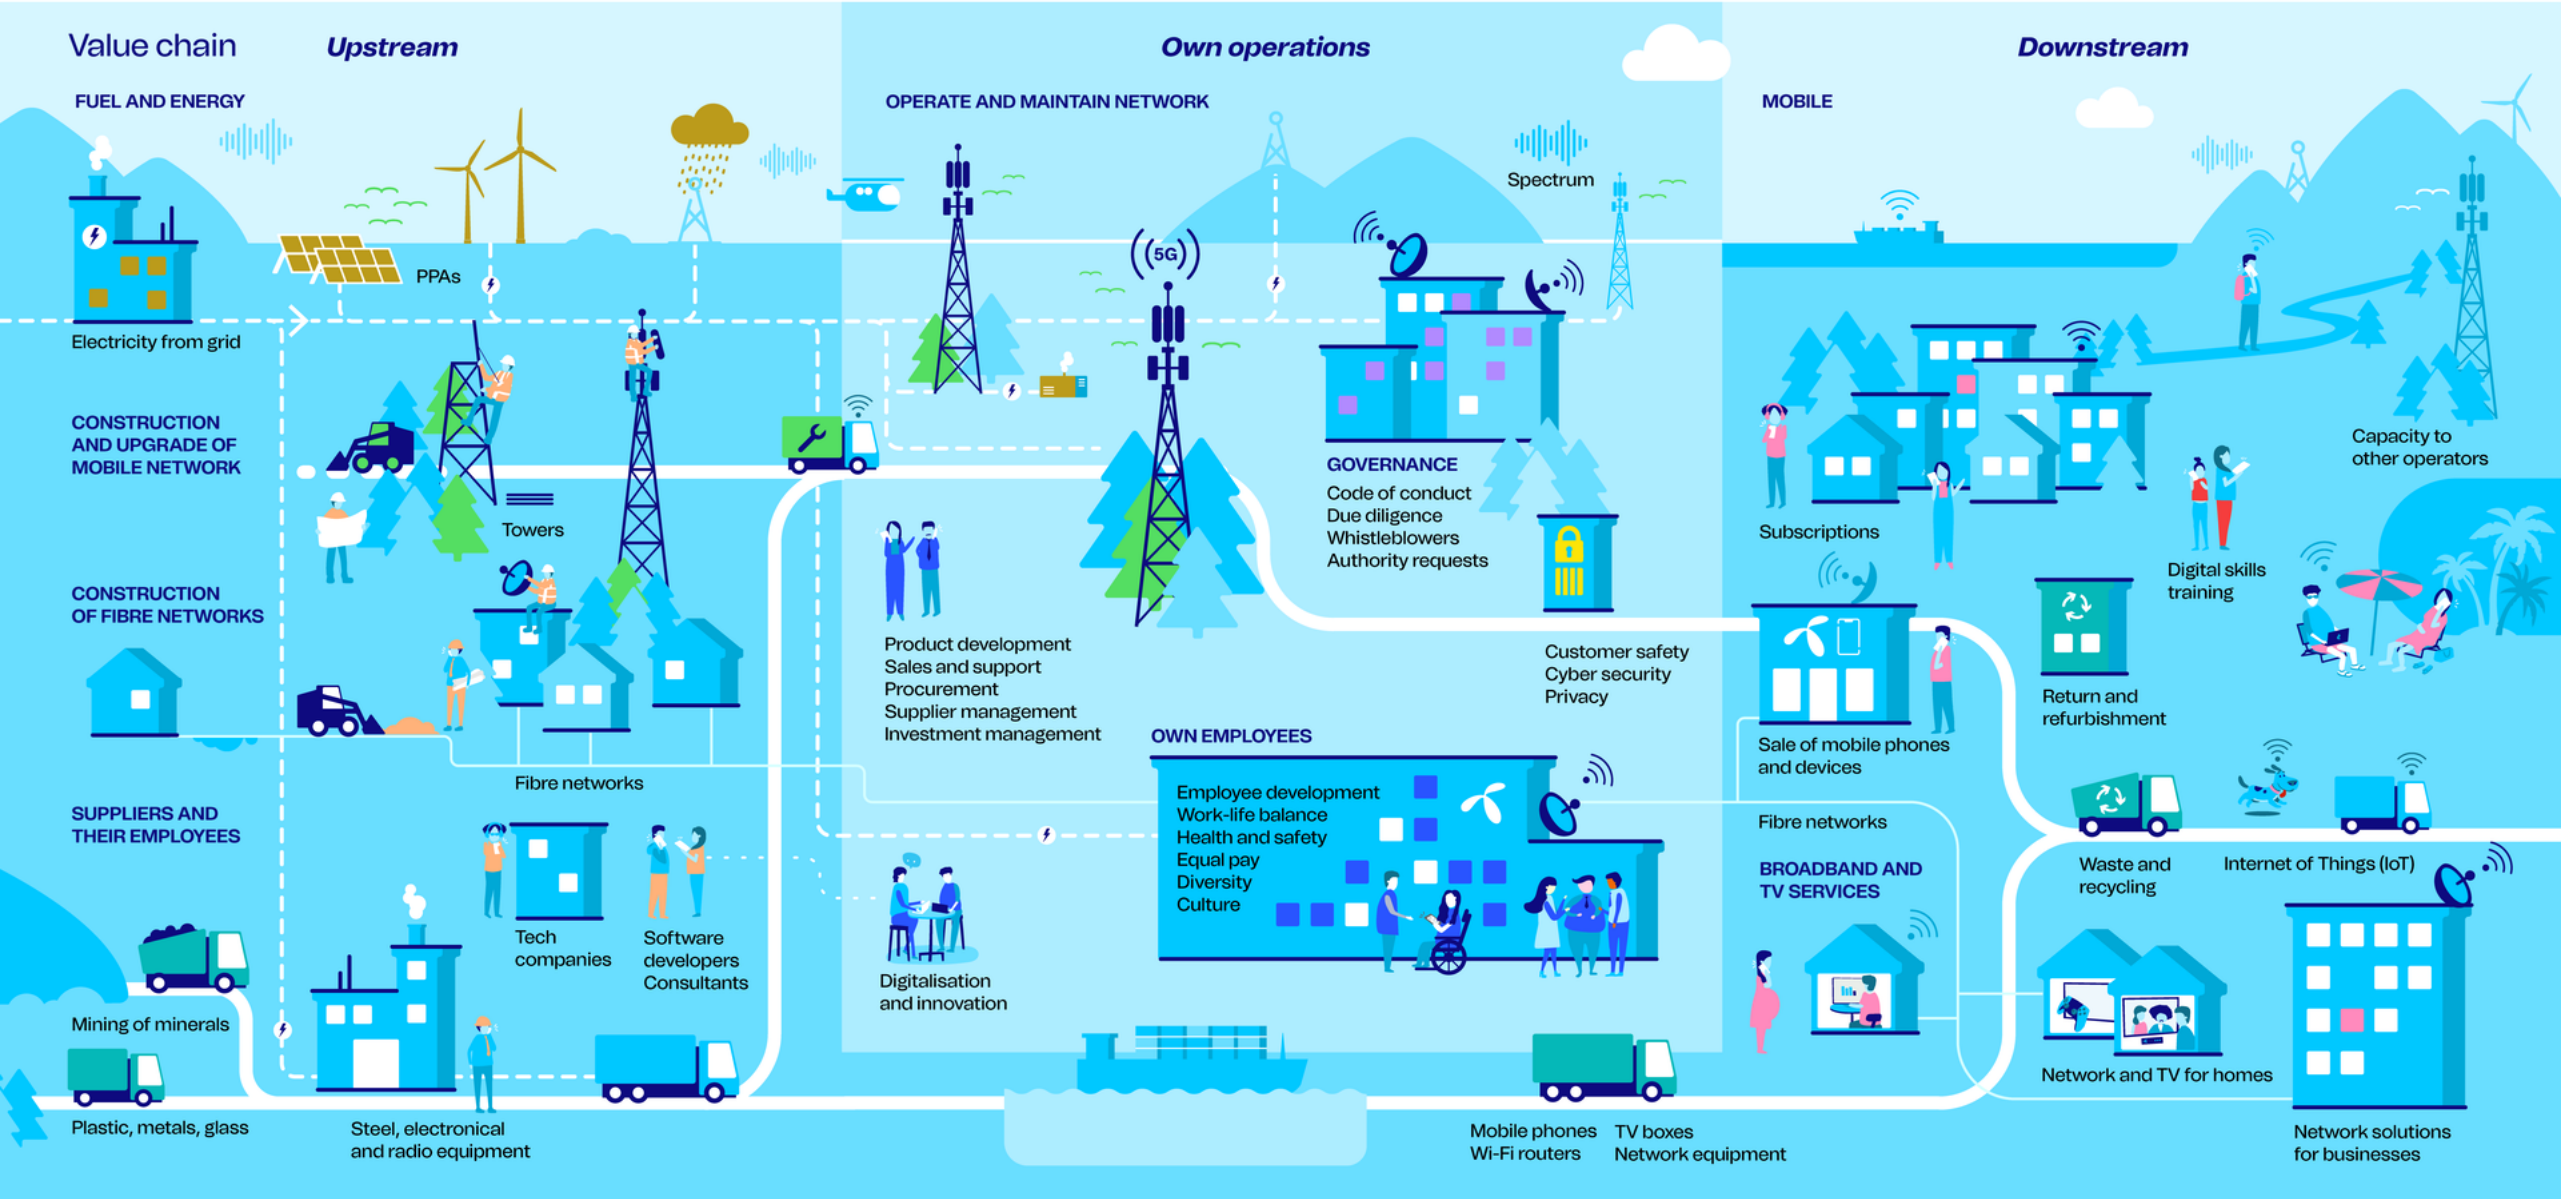 Value chain
Upstream
Own operations
Downstream
FUEL AND ENERGY
PPAs
Electricity from grid
CONSTRUCTION
AND UPGRADE OF
MOBILE NETWORK
Towers
CONSTRUCTION
OF FIBRE NETWORKS
Fibre networks
SUPPLIERS AND
THEIR EMPLOYEES
Tech
companies
Software
developers
Consultants
Mining of minerals
Plastic, metals, glass
Steel, electronical
and radio equipment
OPERATE AND MAINTAIN NETWORK
Spectrum
5G
GOVERNANCE
Code of conduct
Due diligence
Whistleblowers
Authority requests
Product development
Sales and support
Procurement
Supplier management
Investment management
Customer safety
Cyber security
Privacy
OWN EMPLOYEES
Employee development
Work-life balance
Health and safety
Equal pay
Diversity
Culture
Digitalisation
and innovation
Mobile phones
Wi-Fi routers
TV boxes
Network equipment
MOBILE
Capacity to
other operators
Subscriptions
Digital skills
training
Return and
refurbishment
Sale of mobile phones
and devices
Fibre networks
BROADBAND AND
TV SERVICES
Waste and
recycling
Internet of Things (IoT)
Network and TV for homes
Network solutions
for businesses